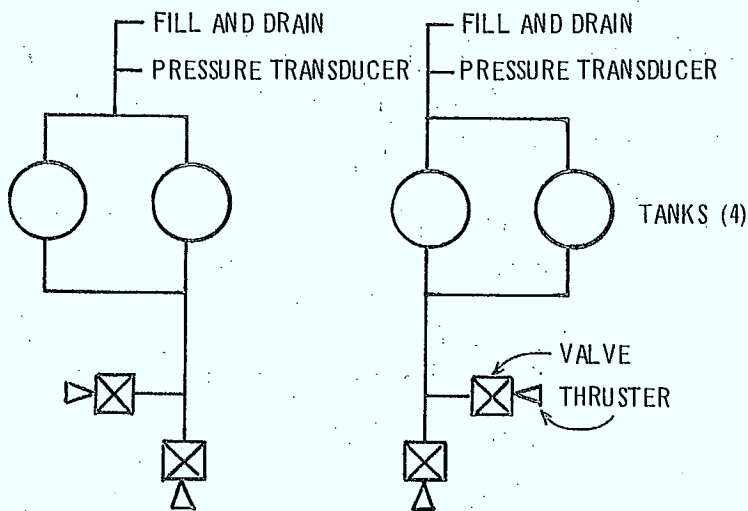 FILL AND DRAIN
PRESSURE TRANSDUCER
FILL AND DRAIN
PRESSURE TRANSDUCER
TANKS (4)
VALVE
THRUSTER